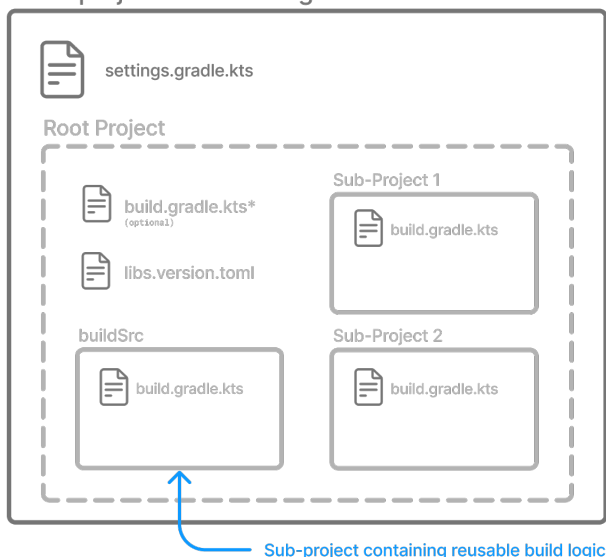 settings.gradle.kts
Root Project
build.gradle.kts*
(optional)
libs.version.toml
Sub-Project 1
build.gradle.kts
buildSrc
build.gradle.kts
Sub-Project 2
build.gradle.kts
Sub-project containing reusable build logic